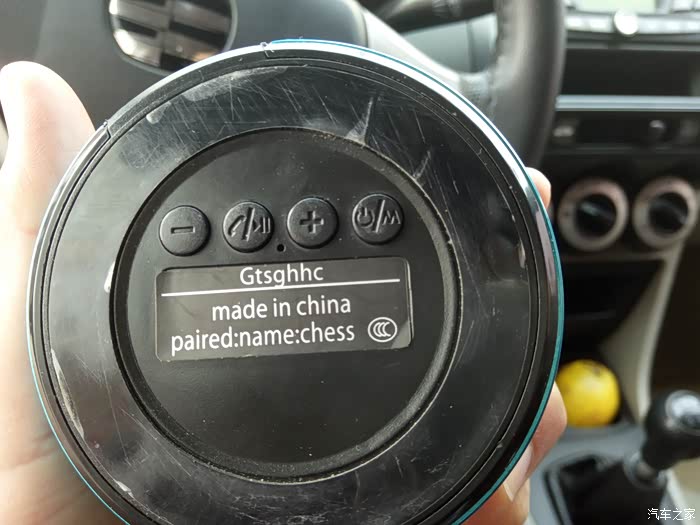 Gtsghhc
made in china
paired:name:chess
汽车之家